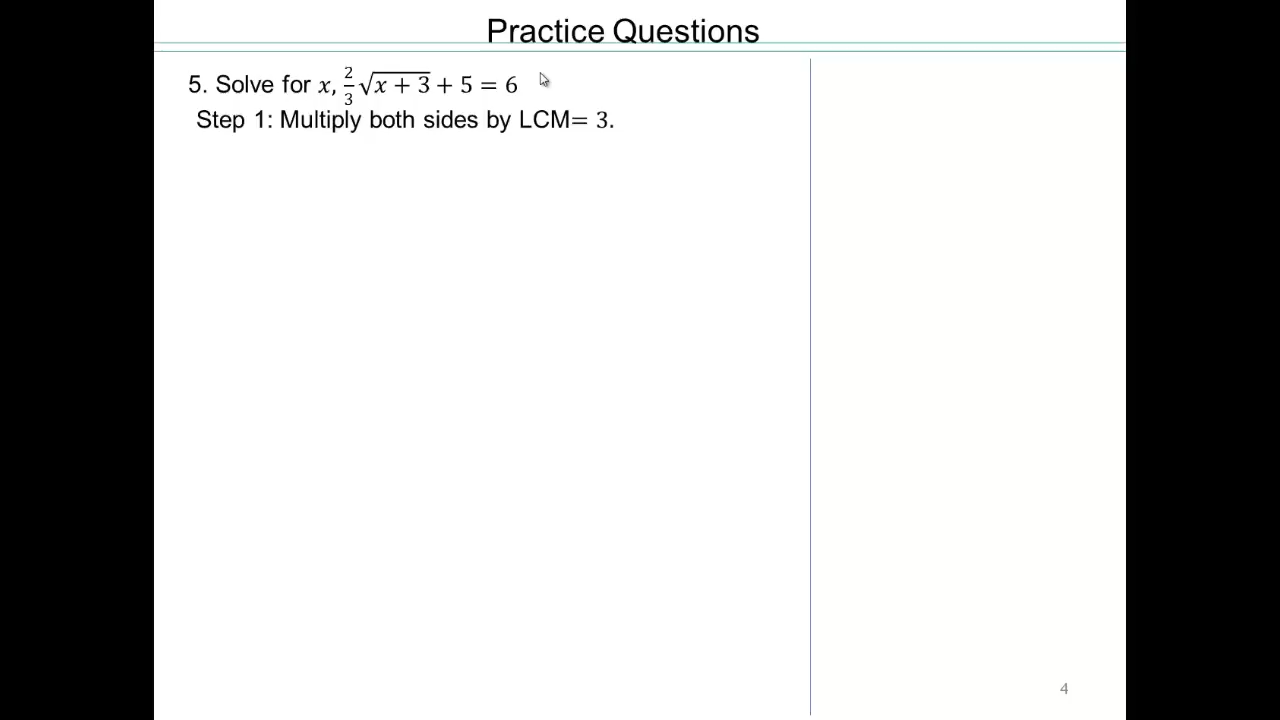 Practice Questions
5. Solve for x, 2/3 √(x + 3) + 5 = 6
Step 1: Multiply both sides by LCM= 3.
4